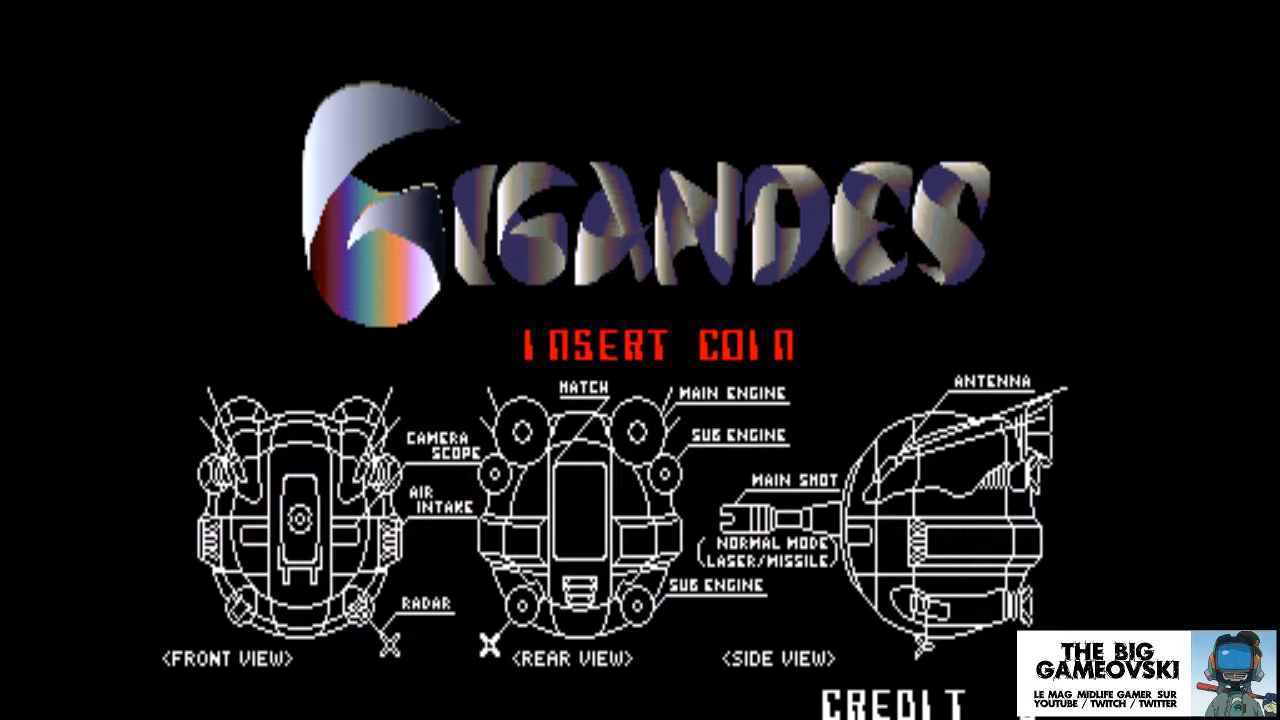 GIGANDES
INSERT COIN
MATCH
ANTENNA
MAIN ENGINE
CAMERA
SCOPE
SUB ENGINE
MAIN SHOT
AIR
INTAKE
(NORMAL MODE
LASER/MISSILE)
SUB ENGINE
RADAR
<FRONT VIEW>
<REAR VIEW>
<SIDE VIEW>
THE BIG
GAMEOVSKI
LE MAG MIDLIFE GAMER SUR
YOUTUBE / TWITCH / TWITTER
CREDIT